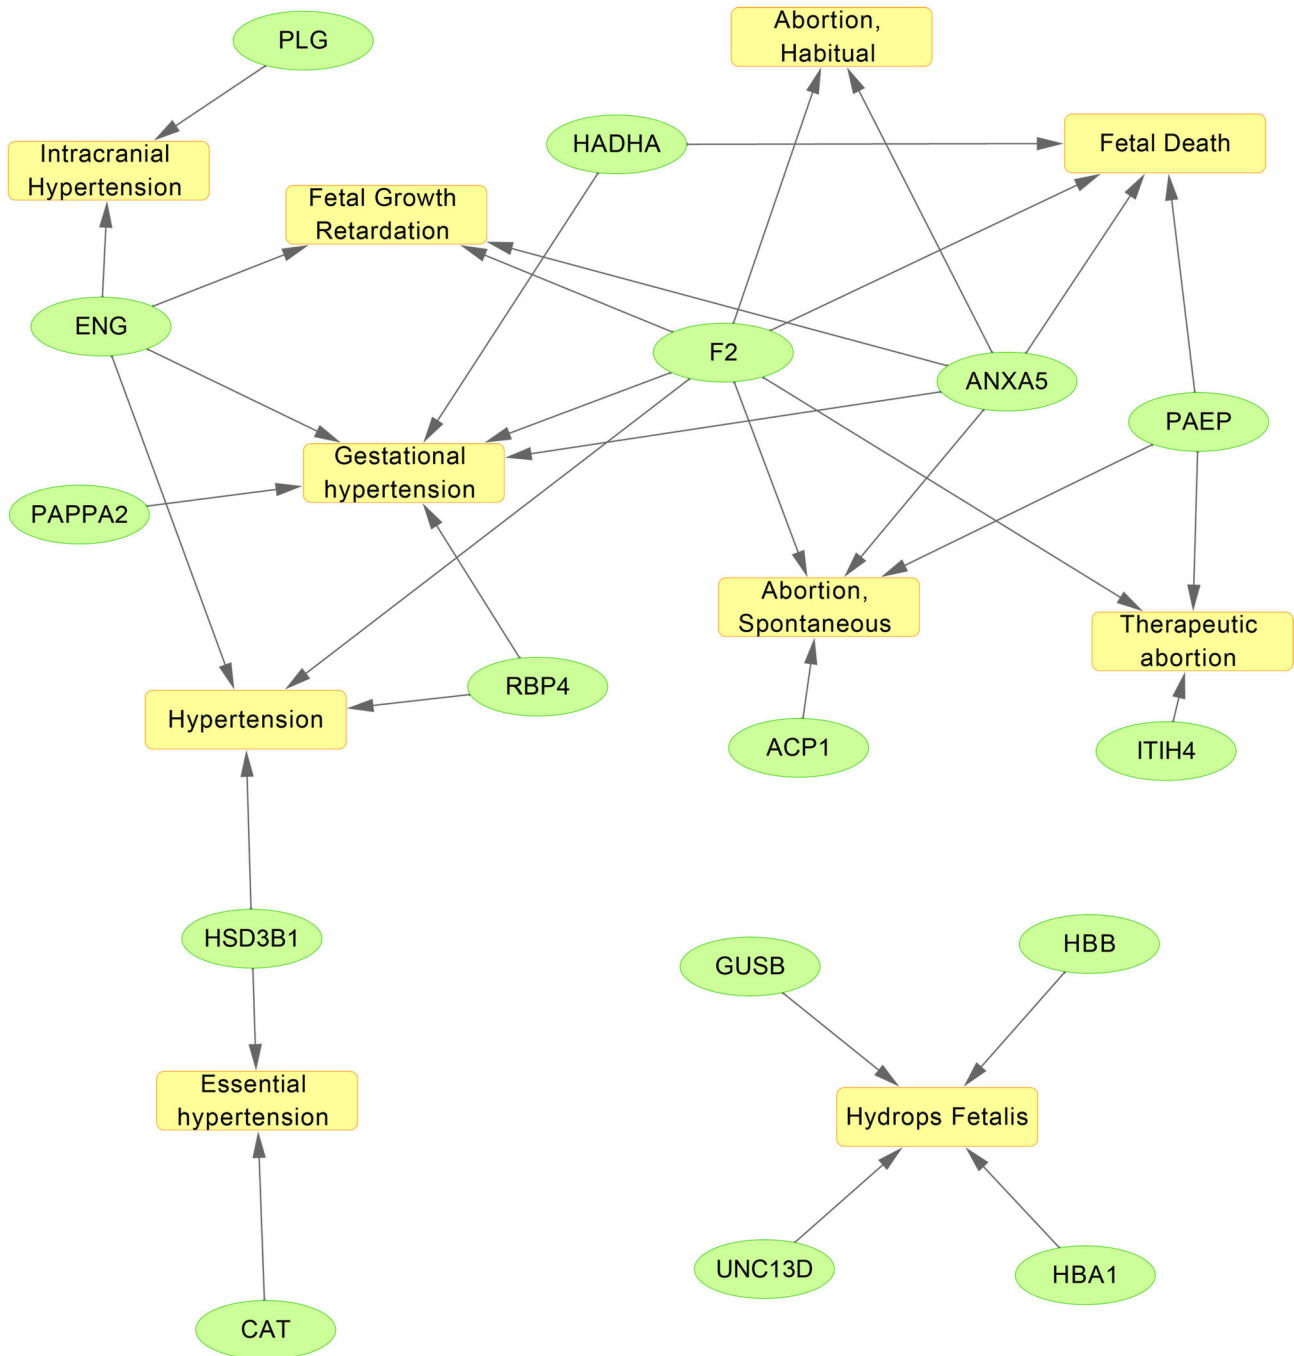 PLG
Abortion,
Habitual
HADHA
Fetal Death
Intracranial
Hypertension
Fetal Growth
Retardation
ENG
F2
ANXA5
PAEP
Gestational
hypertension
PAPPA2
Abortion,
Spontaneous
Therapeutic
abortion
RBP4
Hypertension
ACP1
ITIH4
HSD3B1
GUSB
HBB
Essential
hypertension
Hydrops Fetalis
UNC13D
HBA1
CAT